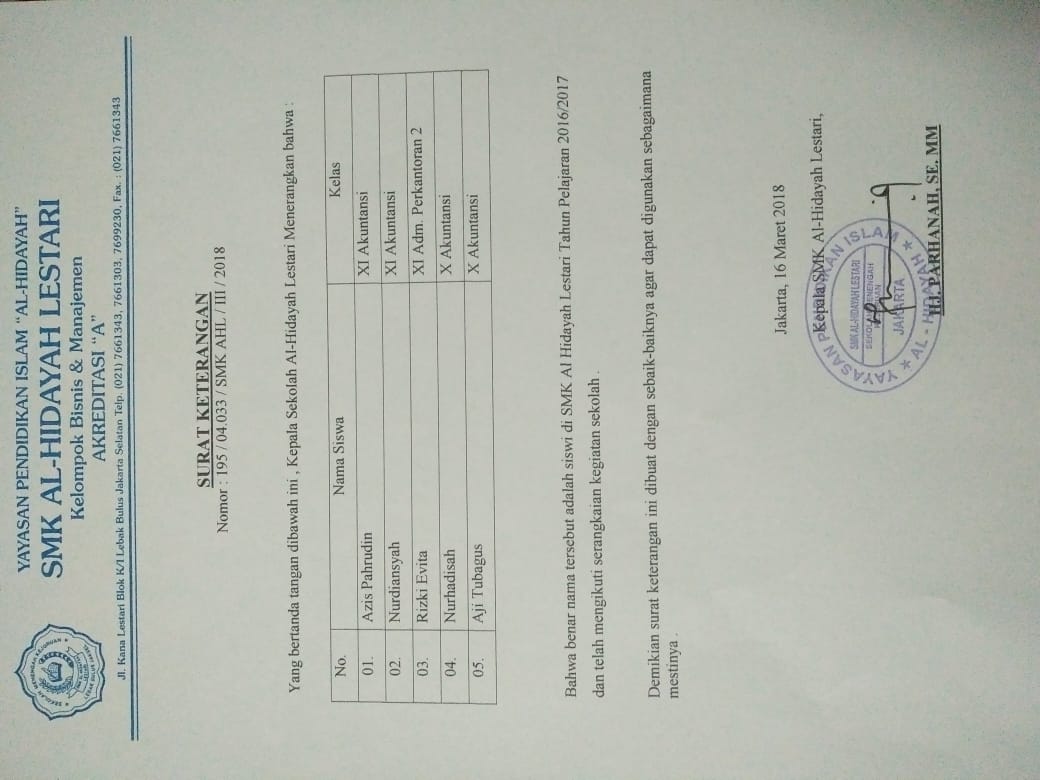 YAYASAN PENDIDIKAN ISLAM "AL-HIDAYAH"
SMK AL-HIDAYAH LESTARI
Kelompok Bisnis & Manajemen
AKREDITASI "A"
Jl. Kana Lestari Blok K/I Lebak Bulus Jakarta Selatan Telp. (021) 7661343, 7661303, 7699230, Fax. : (021) 7661343
SURAT KETERANGAN
Nomor : 195 / 04.033 / SMK AHL / III / 2018
Yang bertanda tangan dibawah ini , Kepala Sekolah Al-Hidayah Lestari Menerangkan bahwa :
No. Nama Siswa Kelas
01. Azis Pahrudin XI Akuntansi
02. Nurdiansyah XI Akuntansi
03. Rizki Evita XI Adm. Perkantoran 2
04. Nurhadisah X Akuntansi
05. Aji Tubagus X Akuntansi
Bahwa benar nama tersebut adalah siswi di SMK Al Hidayah Lestari Tahun Pelajaran 2016/2017
dan telah mengikuti serangkaian kegiatan sekolah .
Demikian surat keterangan ini dibuat dengan sebaik-baiknya agar dapat digunakan sebagaimana
mestinya .
Jakarta, 16 Maret 2018
Kepala SMK Al-Hidayah Lestari,
YAYASAN PENDIDIKAN ISLAM
SMK AL-HIDAYAH LESTARI
SEKOLAH MENENGAH
JAKARTA
AL - HIDAYAH
HJ. PARHANAH, SE. MM